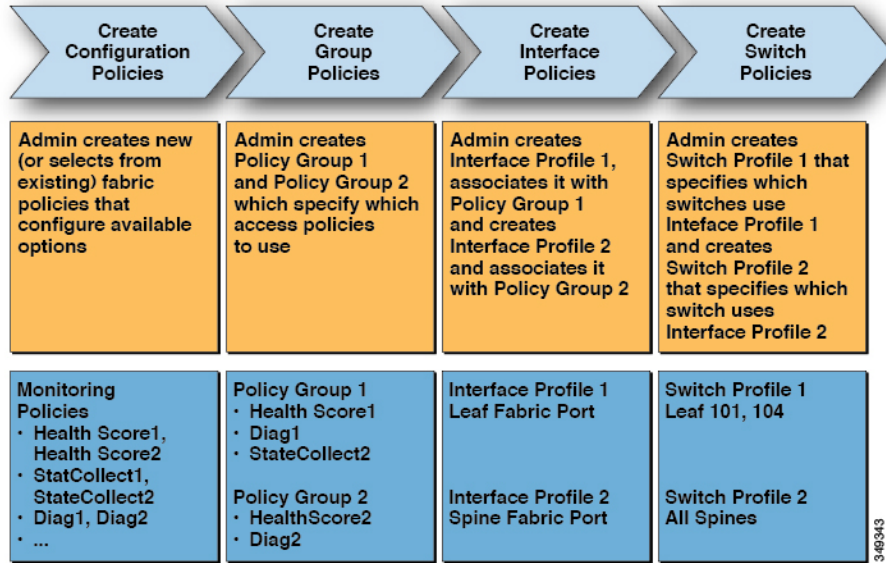 Create
Configuration
Policies
Create
Group
Policies
Create
Interface
Policies
Create
Switch
Policies
Admin creates new
(or selects from
existing) fabric
policies that
configure available
options
Admin creates
Policy Group 1
and Policy Group 2
which specify which
access policies
to use
Admin creates
Interface Profile 1,
associates it with
Policy Group 1
and creates
Interface Profile 2
and associates it
with Policy Group 2
Admin creates
Switch Profile 1 that
specifies which
switches use
Inteface Profile 1
and creates
Switch Profile 2
that specifies which
switch uses
Interface Profile 2
Monitoring
Policies
· Health Score1,
Health Score2
· StatCollect1,
StateCollect2
· Diag1, Diag2
· ...
Policy Group 1
· Health Score1
· Diag1
· StateCollect2
Policy Group 2
· HealthScore2
· Diag2
Interface Profile 1
Leaf Fabric Port
Interface Profile 2
Spine Fabric Port
Switch Profile 1
Leaf 101, 104
Switch Profile 2
All Spines
349343